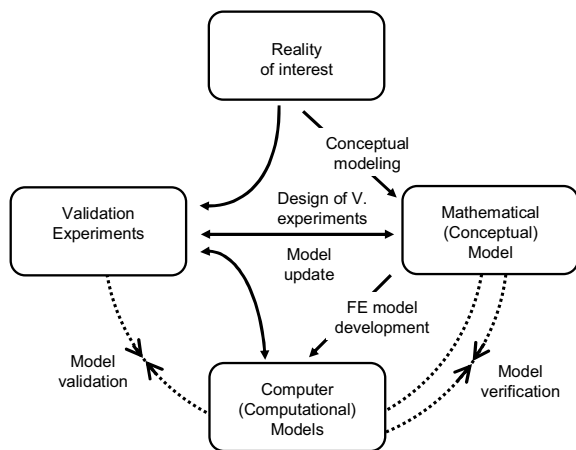 Reality
of interest
Conceptual
modeling
Validation
Experiments
Design of V.
experiments
Model
update
Mathematical
(Conceptual)
Model
FE model
development
Model
validation
Computer
(Computational)
Models
Model
verification